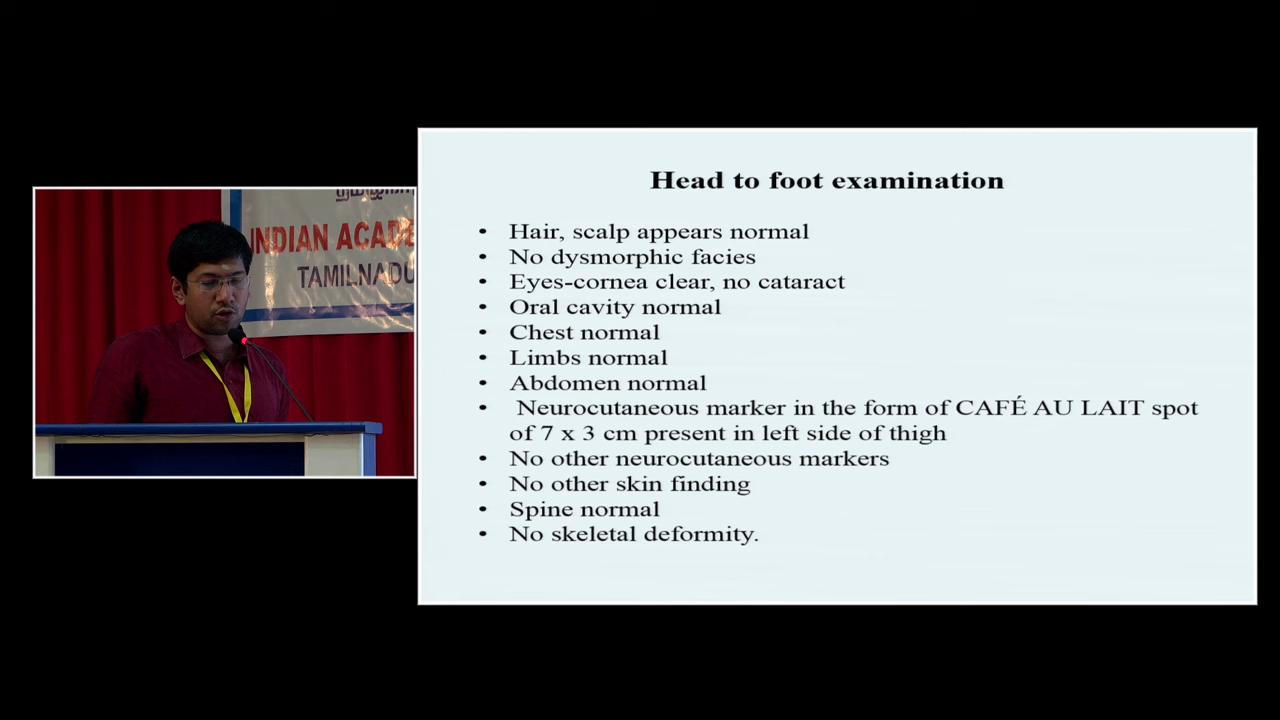 INDIAN ACADE
TAMILNADU
Head to foot examination
• Hair, scalp appears normal
• No dysmorphic facies
• Eyes-cornea clear, no cataract
• Oral cavity normal
• Chest normal
• Limbs normal
• Abdomen normal
• Neurocutaneous marker in the form of CAFÉ AU LAIT spot
of 7 x 3 cm present in left side of thigh
• No other neurocutaneous markers
• No other skin finding
• Spine normal
• No skeletal deformity.